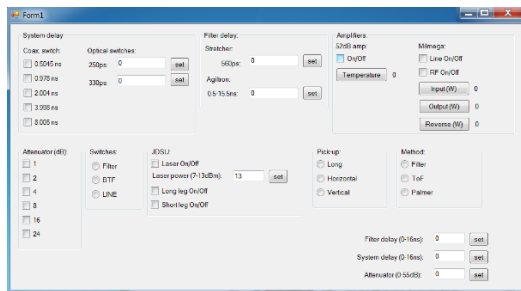 Form1
System delay
Coax. switch:
0.5045 ns
0.978 ns
2.004 ns
3.998 ns
8.005 ns
Optical switches:
250ps: 0 set
330ps: 0 set
Filter delay:
Stretcher:
560ps: 0 set
Agiltron:
0.5-15.5ns: 0 set
Amplifiers:
52dB amp:
On/Off
Temperature 0
Milmega:
Line On/Off
RF On/Off
Input (W) 0
Output (W) 0
Reverse (W) 0
Attenuator (dB):
1
2
4
8
16
24
Switches:
Filter
BTF
LINE
JDSU:
Laser On/Off
Laser power (7-13dBm): 13 set
Long leg On/Off
Short leg On/Off
Pick-up:
Long
Horizontal
Vertical
Method:
Filter
ToF
Palmer
Filter delay (0-16ns): 0 set
System delay (0-16ns): 0 set
Attenuator (0-55dB): 0 set